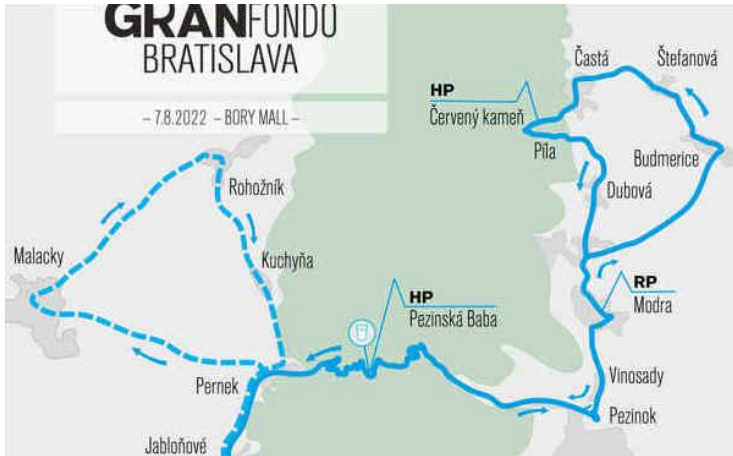 GRANFONDO
BRATISLAVA
– 7.8.2022 – BORY MALL –
HP
Červený kameň
Častá
Štefanová
Píla
Budmerice
Dubová
Rohožník
Malacky
Kuchyňa
HP
Pezinská Baba
RP
Modra
Pernek
Vinosady
Pezinok
Jabloňové